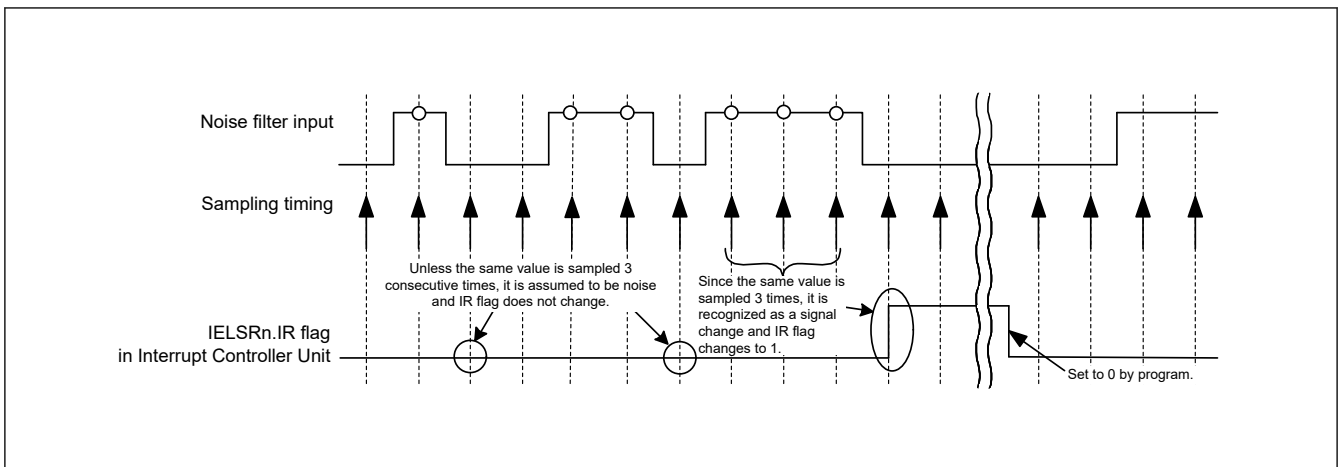 Noise filter input
Sampling timing
Unless the same value is sampled 3
consecutive times, it is assumed to be noise
and IR flag does not change.
Since the same value is
sampled 3 times, it is
recognized as a signal
change and IR flag
changes to 1.
IELSRn.IR flag
in Interrupt Controller Unit
Set to 0 by program.